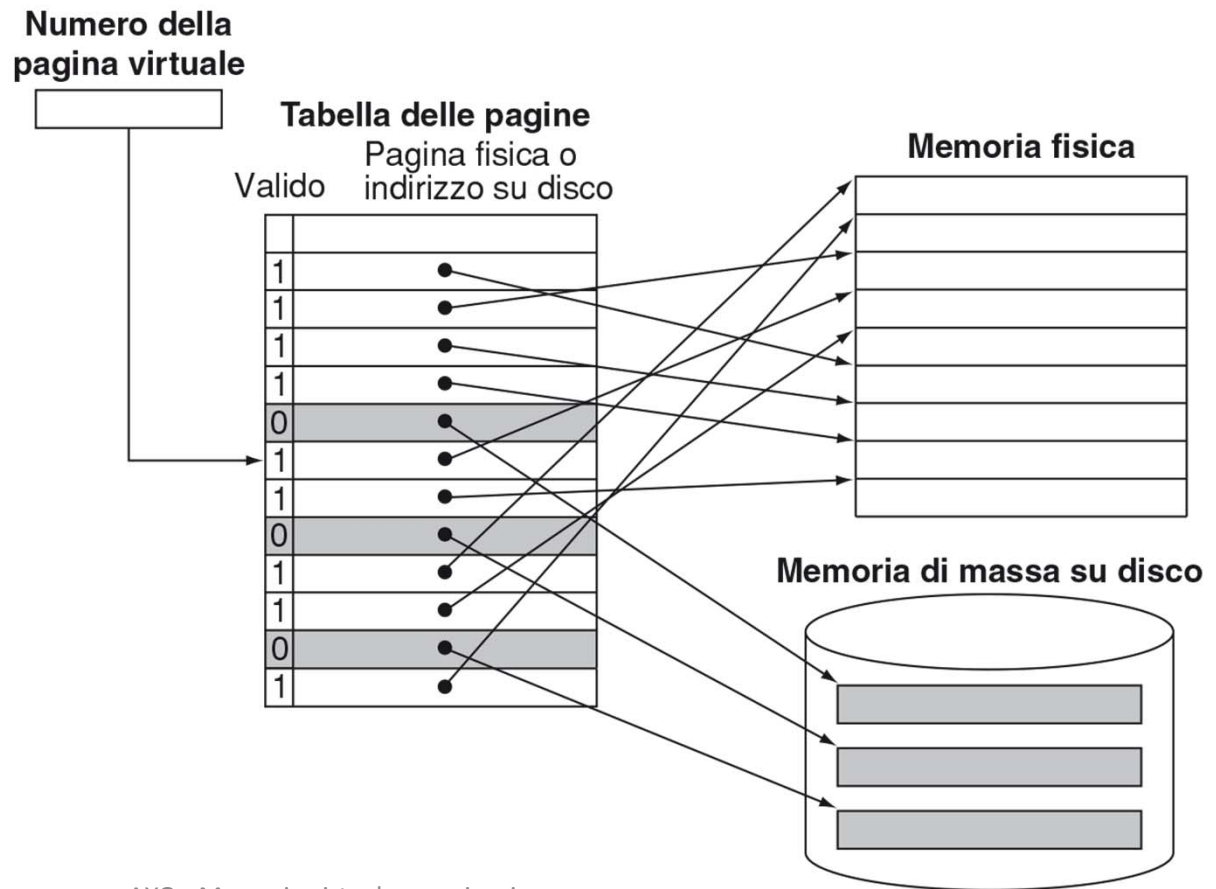 Numero della
pagina virtuale
Tabella delle pagine
Pagina fisica o
indirizzo su disco
Valido
Memoria fisica
1
1
1
1
0
1
1
0
1
1
0
1
Memoria di massa su disco